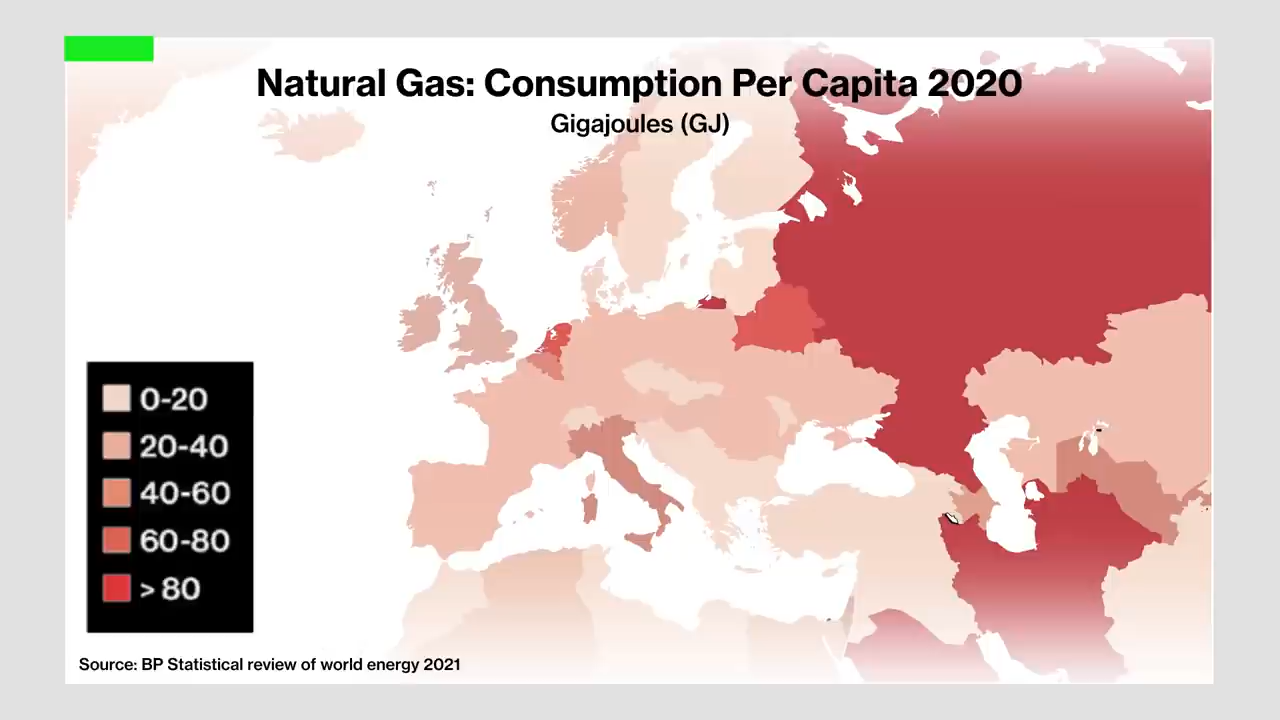 Natural Gas: Consumption Per Capita 2020
Gigajoules (GJ)
0-20
20-40
40-60
60-80
> 80
Source: BP Statistical review of world energy 2021